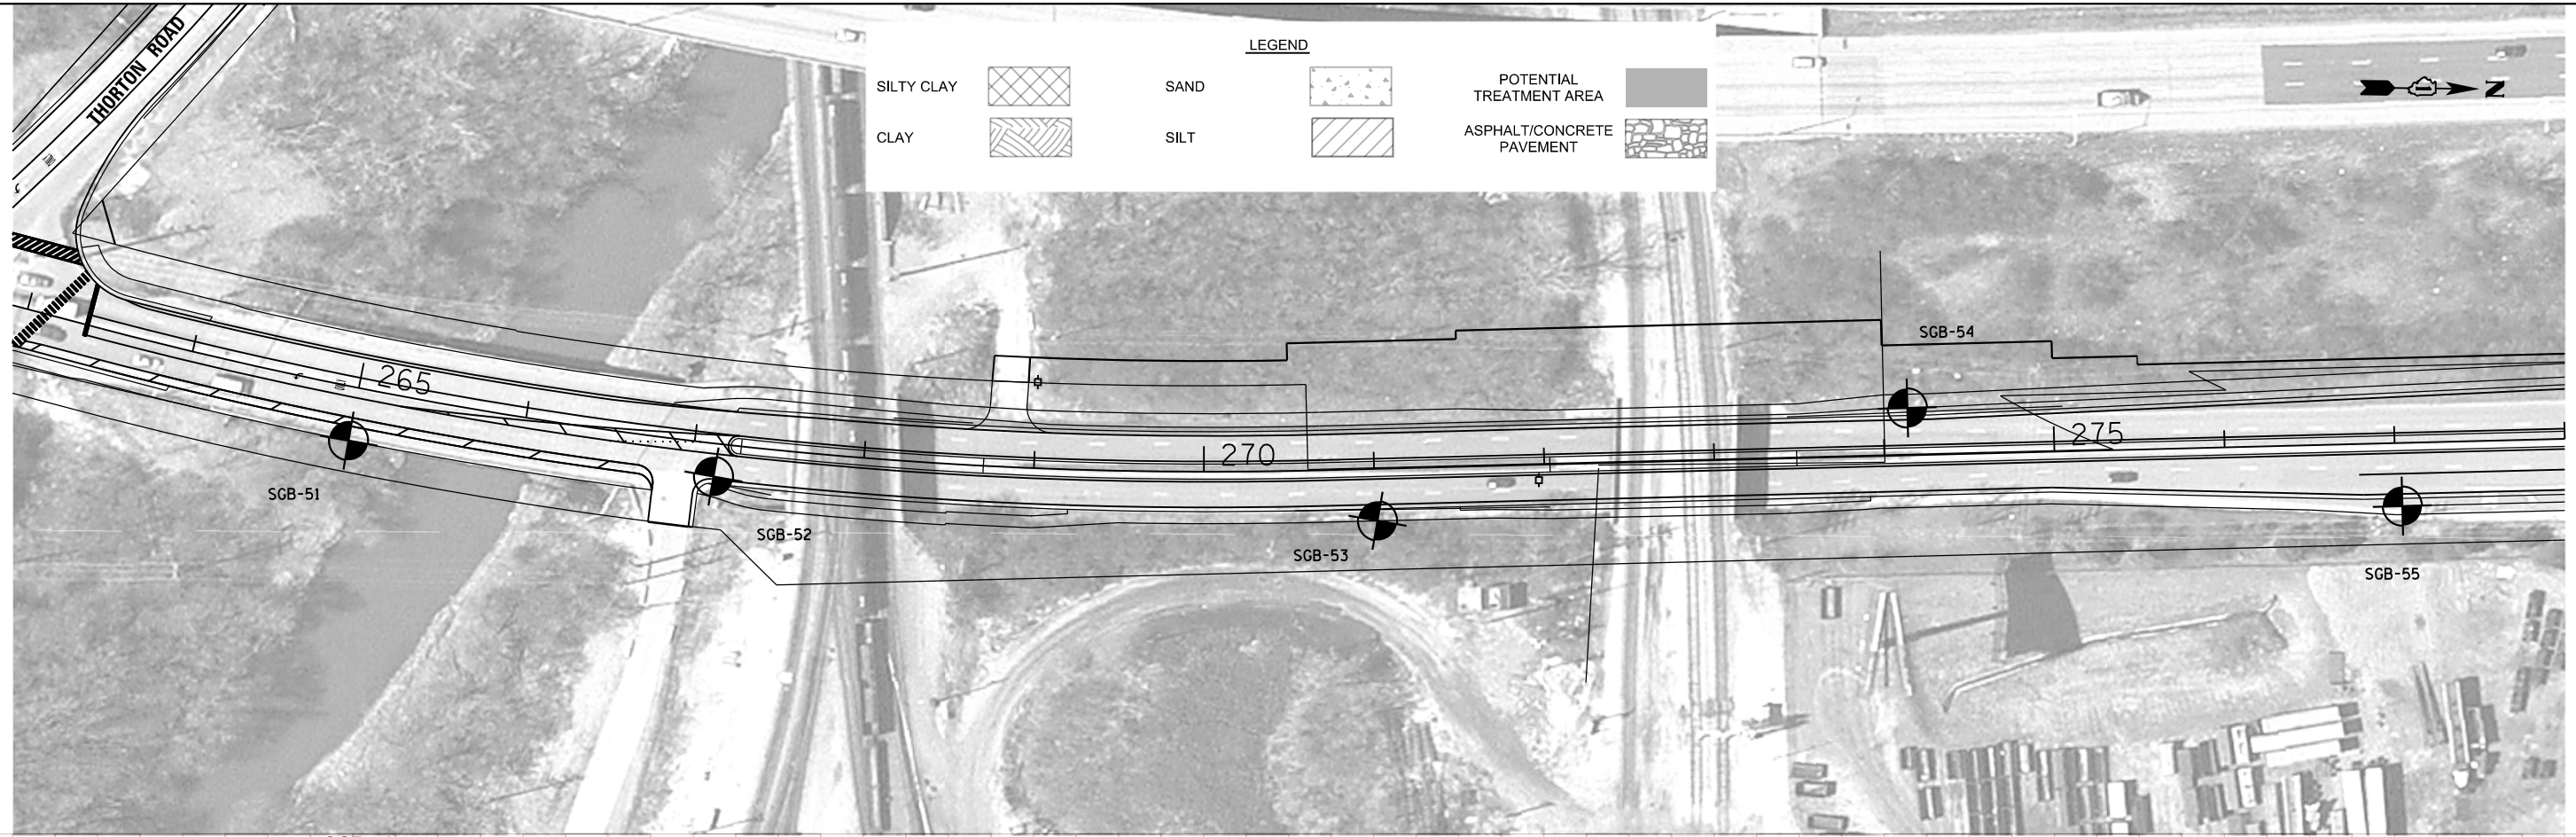 THORTON ROAD
LEGEND
SILTY CLAY
SAND
POTENTIAL
TREATMENT AREA
CLAY
SILT
ASPHALT/CONCRETE
PAVEMENT
N
265
270
275
SGB-51
SGB-52
SGB-53
SGB-54
SGB-55